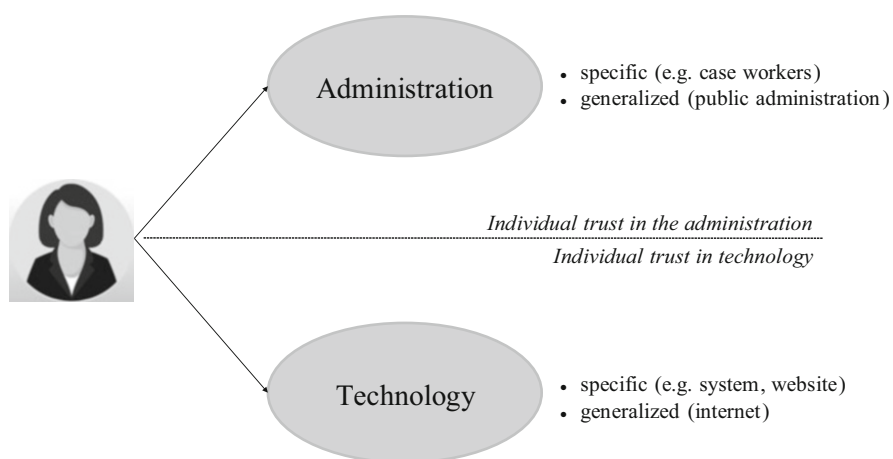 Administration
• specific (e.g. case workers)
• generalized (public administration)
Individual trust in the administration
Individual trust in technology
Technology
• specific (e.g. system, website)
• generalized (internet)